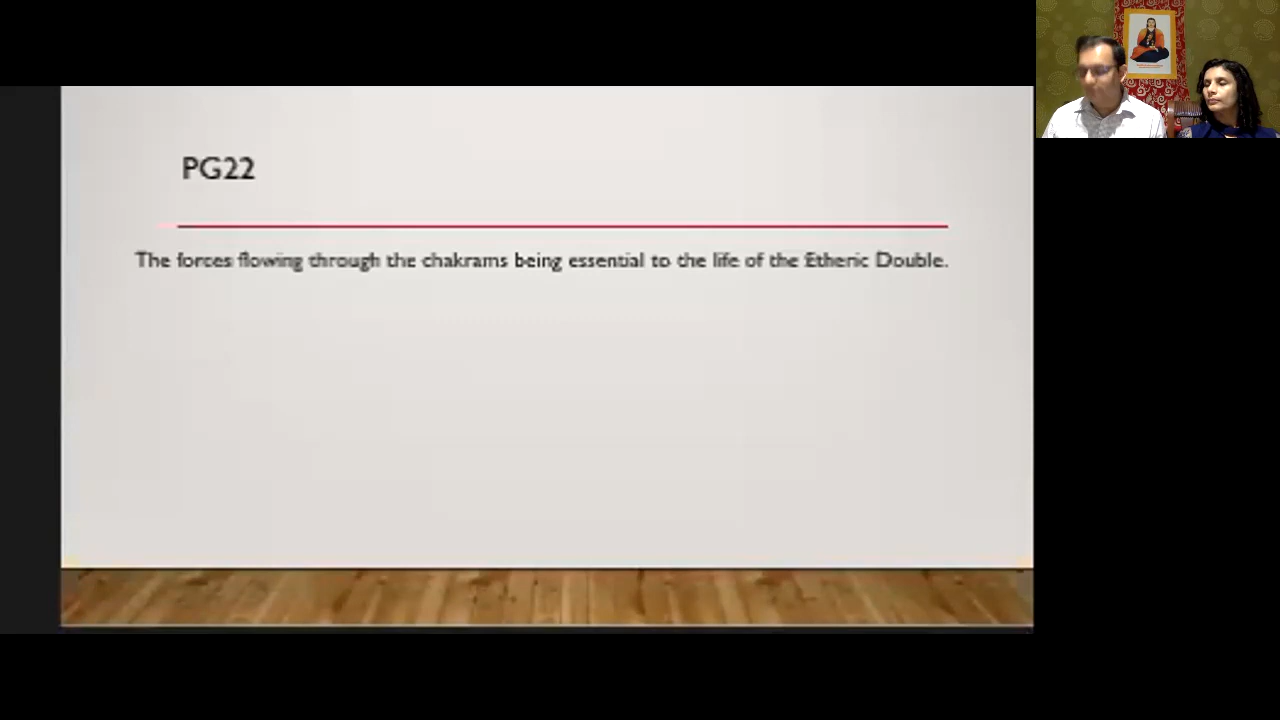 PG22
The forces flowing through the chakrams being essential to the life of the Etheric Double.